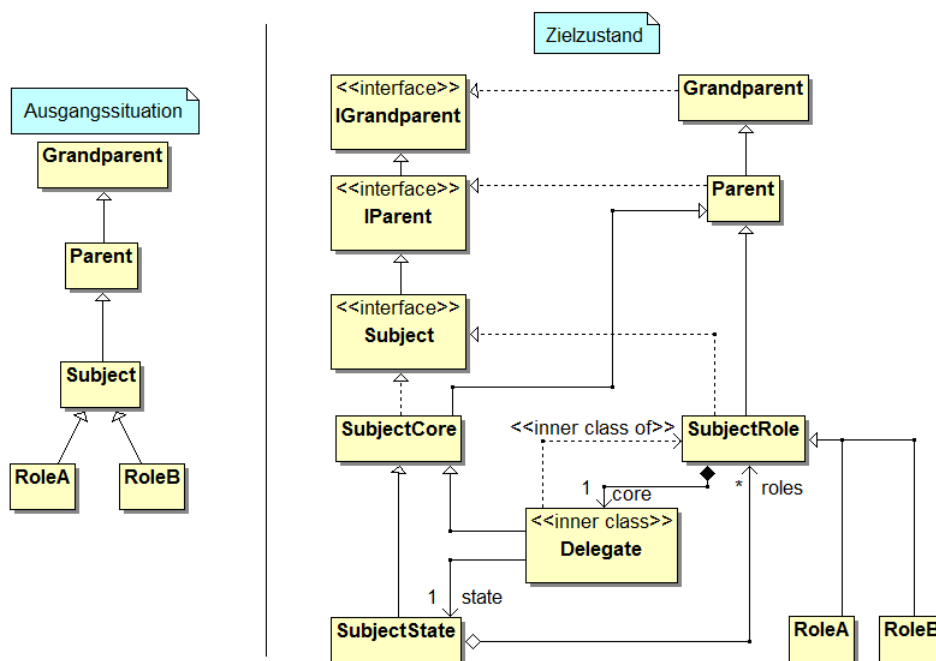 Ausgangssituation
Grandparent
Parent
Subject
RoleA
RoleB
Zielzustand
<<interface>>
IGrandparent
Grandparent
<<interface>>
IParent
Parent
<<interface>>
Subject
SubjectCore
<<inner class of>>
SubjectRole
1 core
* roles
<<inner class>>
Delegate
1 state
SubjectState
RoleA
RoleB